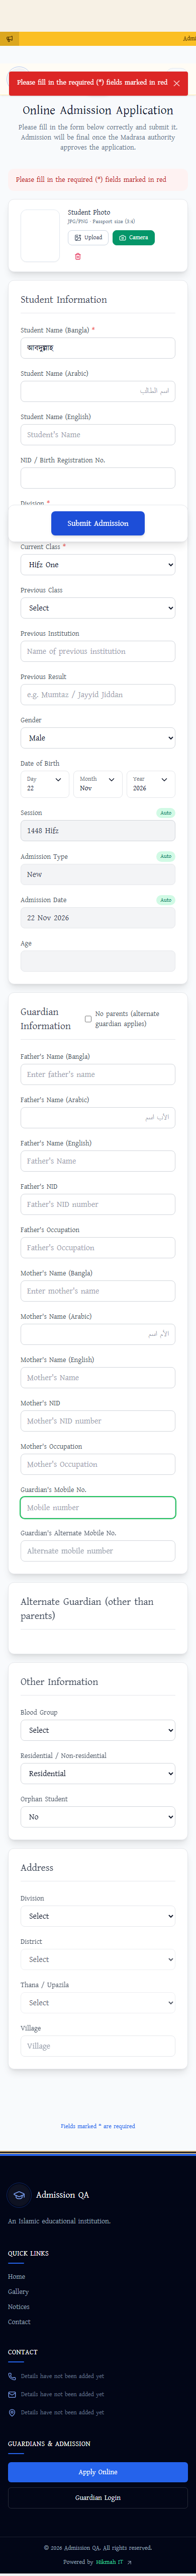 Admi
Please fill in the required (*) fields marked in red
Online Admission Application
Please fill in the form below correctly and submit it.
Admission will be final once the Madrasa authority
approves the application.
Please fill in the required (*) fields marked in red
Student Photo
JPG/PNG · Passport size (3:4)
Upload
Camera
Student Information
Student Name (Bangla) *
আবদুল্লাহ
Student Name (Arabic)
اسم الطالب
Student Name (English)
Student's Name
NID / Birth Registration No.
Division *
Submit Admission
Current Class *
Hifz One
Previous Class
Select
Previous Institution
Name of previous institution
Previous Result
e.g. Mumtaz / Jayyid Jiddan
Gender
Male
Date of Birth
Day
Month
Year
22
Nov
2026
Session
Auto
1448 Hifz
Admission Type
Auto
New
Admission Date
Auto
22 Nov 2026
Age
Guardian
Information
No parents (alternate
guardian applies)
Father's Name (Bangla)
Enter father's name
Father's Name (Arabic)
اسم الأب
Father's Name (English)
Father's Name
Father's NID
Father's NID number
Father's Occupation
Father's Occupation
Mother's Name (Bangla)
Enter mother's name
Mother's Name (Arabic)
اسم الأم
Mother's Name (English)
Mother's Name
Mother's NID
Mother's NID number
Mother's Occupation
Mother's Occupation
Guardian's Mobile No.
Mobile number
Guardian's Alternate Mobile No.
Alternate mobile number
Alternate Guardian (other than
parents)
Other Information
Blood Group
Select
Residential / Non-residential
Residential
Orphan Student
No
Address
Division
Select
District
Select
Thana / Upazila
Select
Village
Village
Fields marked * are required
Admission QA
An Islamic educational institution.
QUICK LINKS
Home
Gallery
Notices
Contact
CONTACT
Details have not been added yet
Details have not been added yet
Details have not been added yet
GUARDIANS & ADMISSION
Apply Online
Guardian Login
© 2026 Admission QA. All rights reserved.
Powered by Hikmah IT